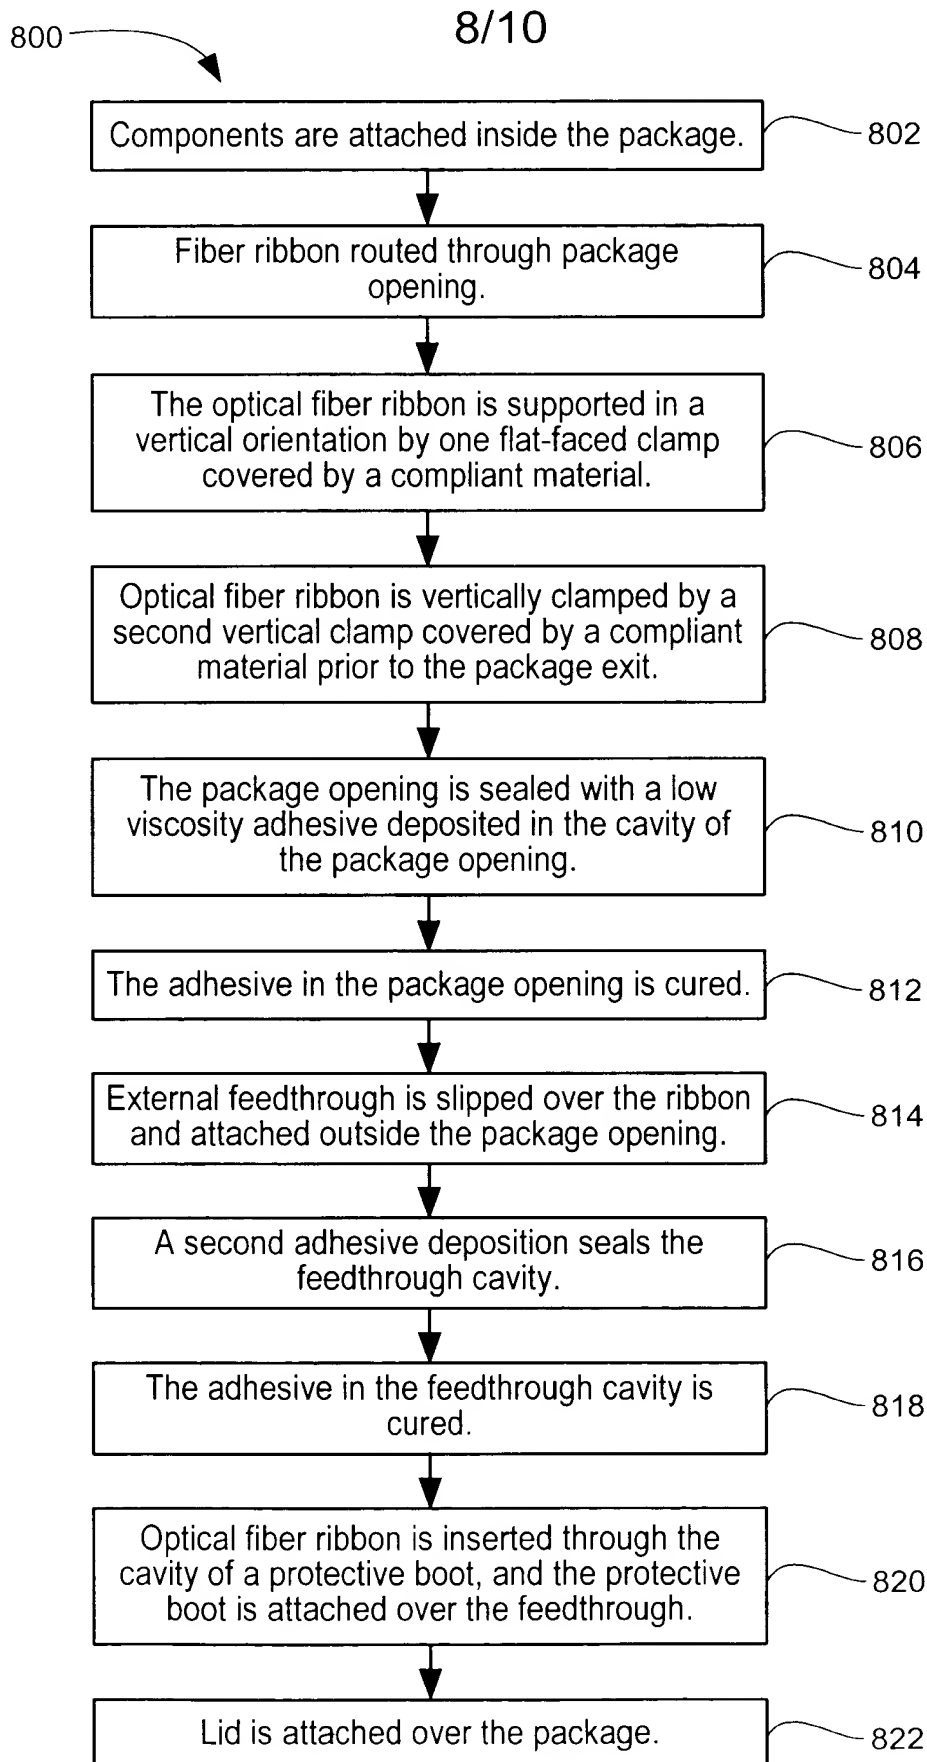 8/10
800
Components are attached inside the package.
802
Fiber ribbon routed through package
opening.
804
The optical fiber ribbon is supported in a
vertical orientation by one flat-faced clamp
covered by a compliant material.
806
Optical fiber ribbon is vertically clamped by a
second vertical clamp covered by a compliant
material prior to the package exit.
808
The package opening is sealed with a low
viscosity adhesive deposited in the cavity of
the package opening.
810
The adhesive in the package opening is cured.
812
External feedthrough is slipped over the ribbon
and attached outside the package opening.
814
A second adhesive deposition seals the
feedthrough cavity.
816
The adhesive in the feedthrough cavity is
cured.
818
Optical fiber ribbon is inserted through the
cavity of a protective boot, and the protective
boot is attached over the feedthrough.
820
Lid is attached over the package.
822